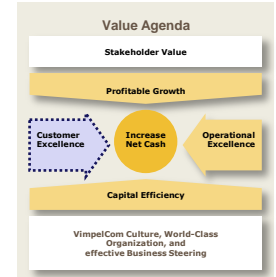 Value Agenda
Stakeholder Value
Profitable Growth
Customer
Excellence
Increase
Net Cash
Operational
Excellence
Capital Efficiency
VimpelCom Culture, World-Class
Organization, and
effective Business Steering